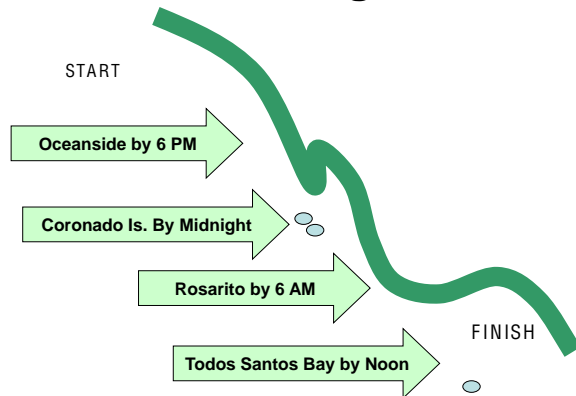 START
Oceanside by 6 PM
Coronado Is. By Midnight
Rosarito by 6 AM
FINISH
Todos Santos Bay by Noon